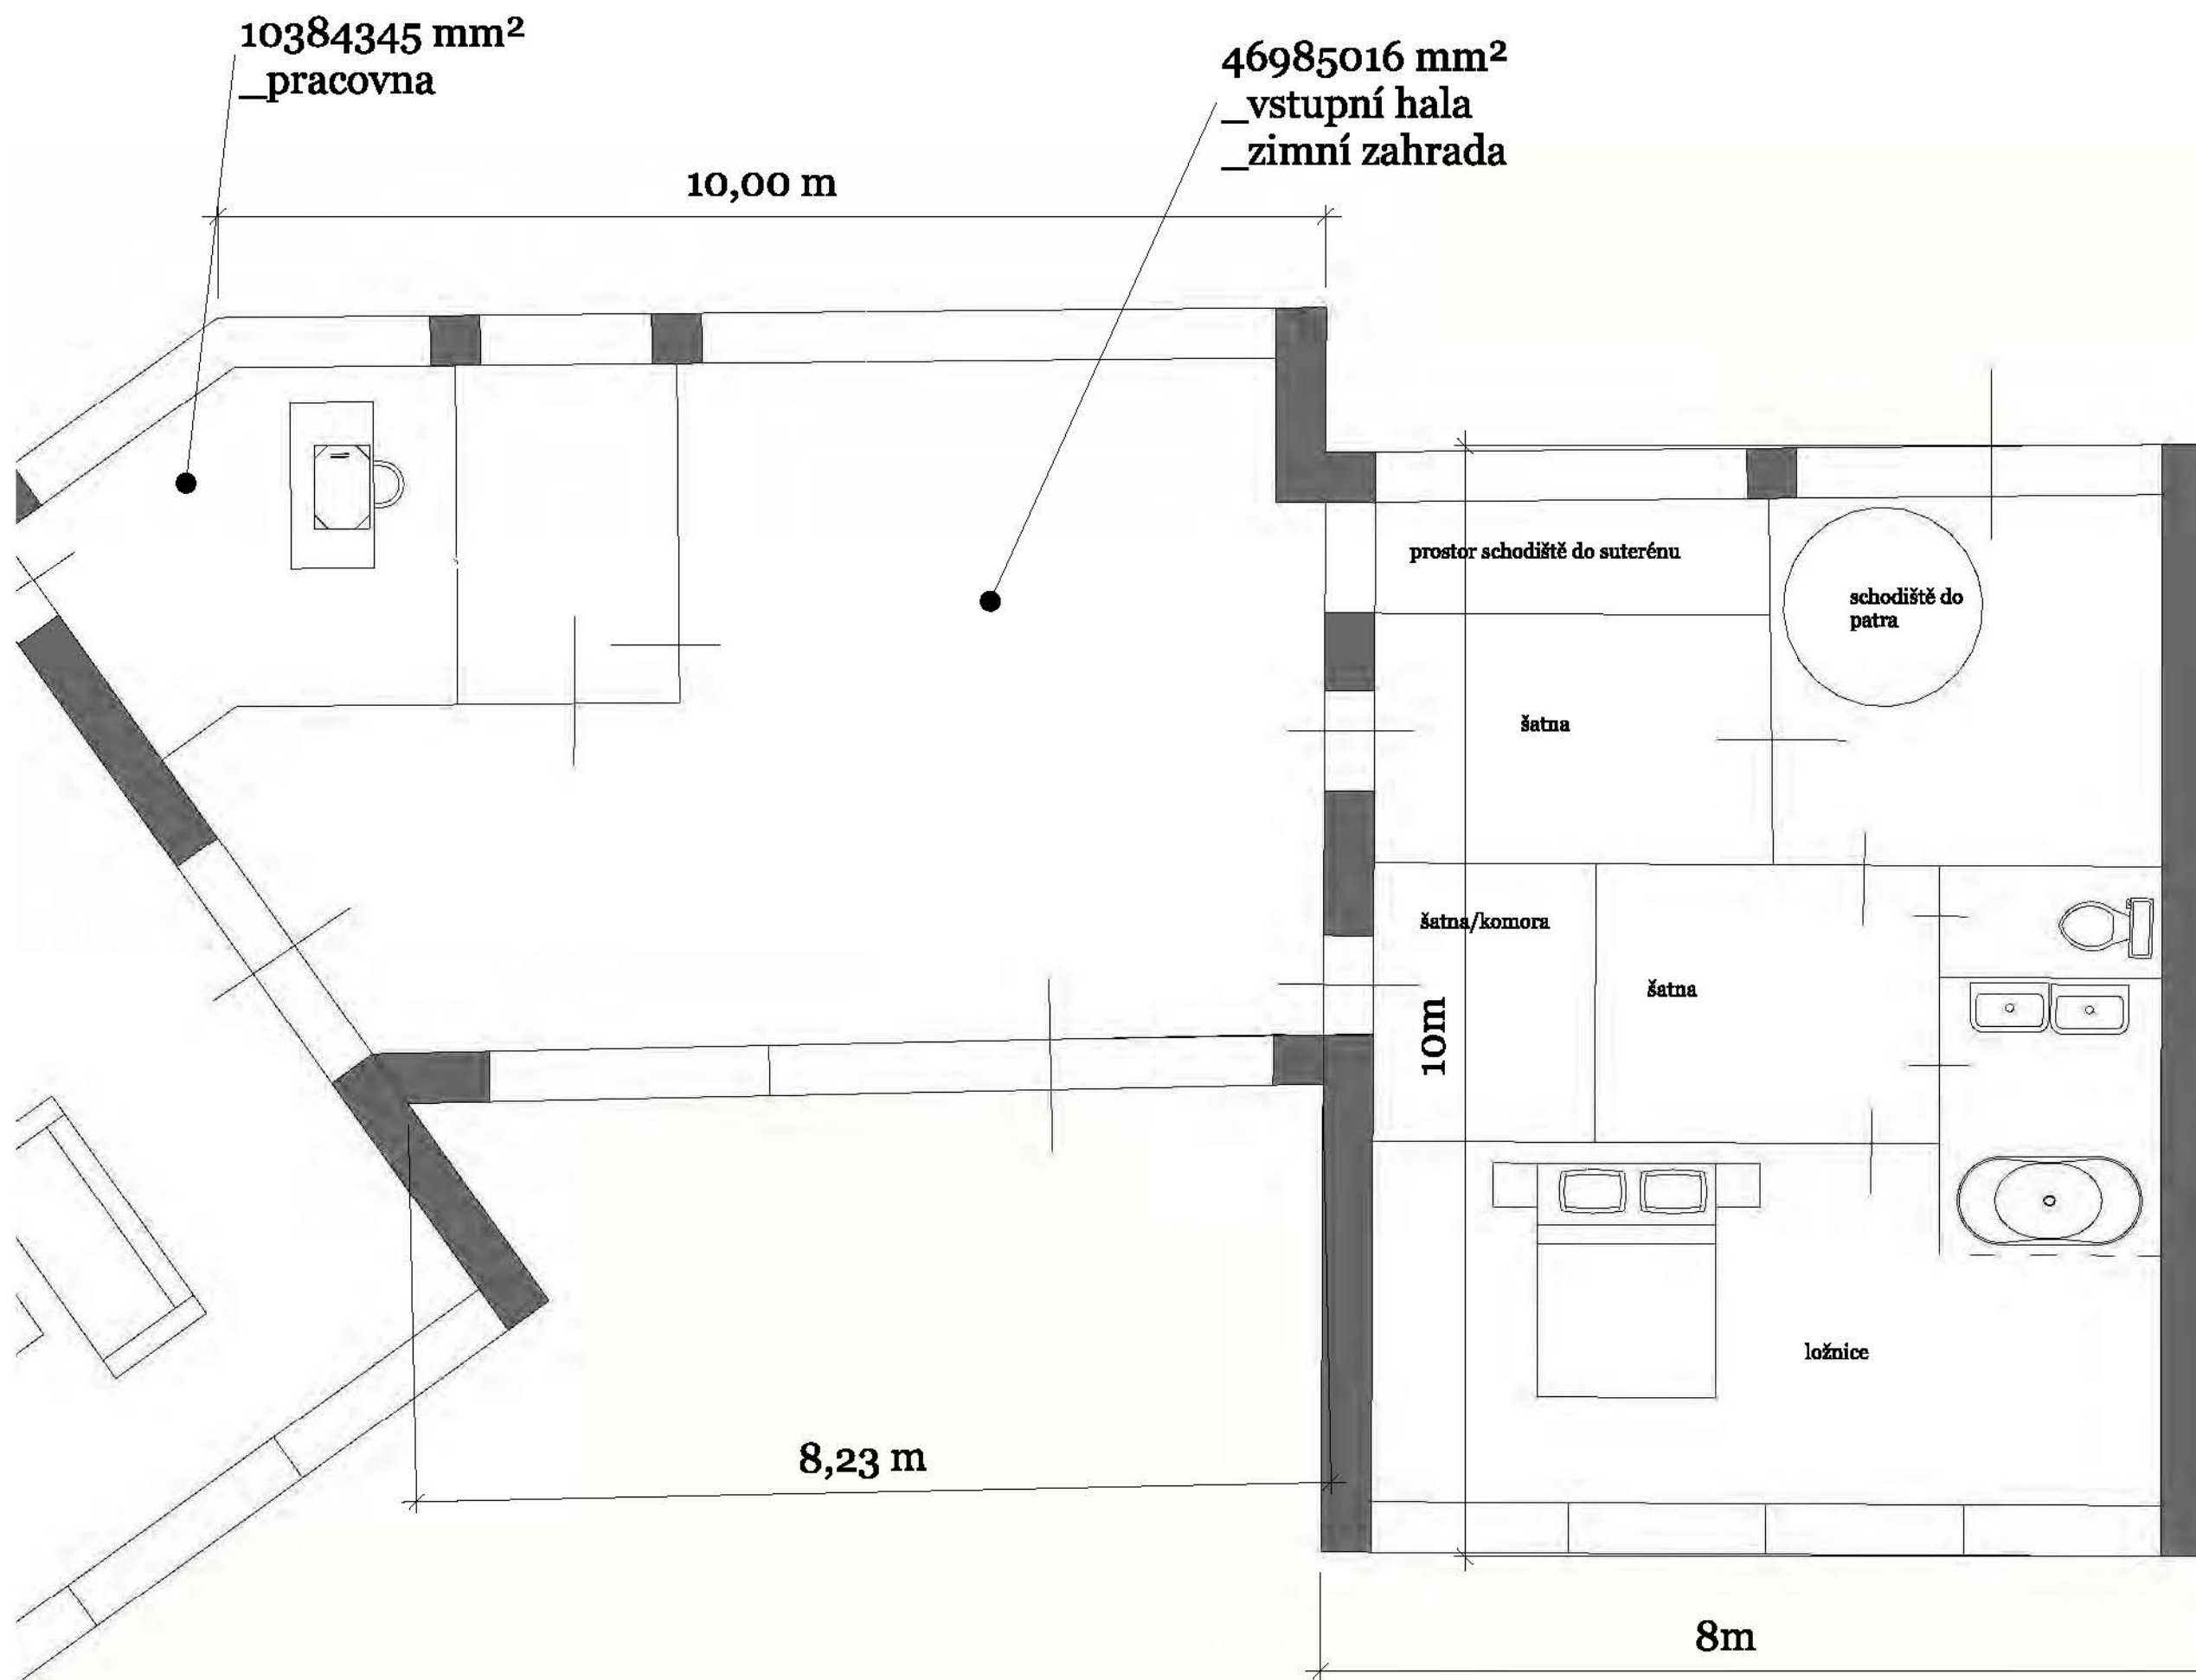 10384345 mm²
_pracovna
46985016 mm²
_vstupní hala
_zimní zahrada
10,00 m
prostor schodiště do suterénu
schodiště do
patra
šatna
šatna/komora
šatna
10m
ložnice
8,23 m
8m